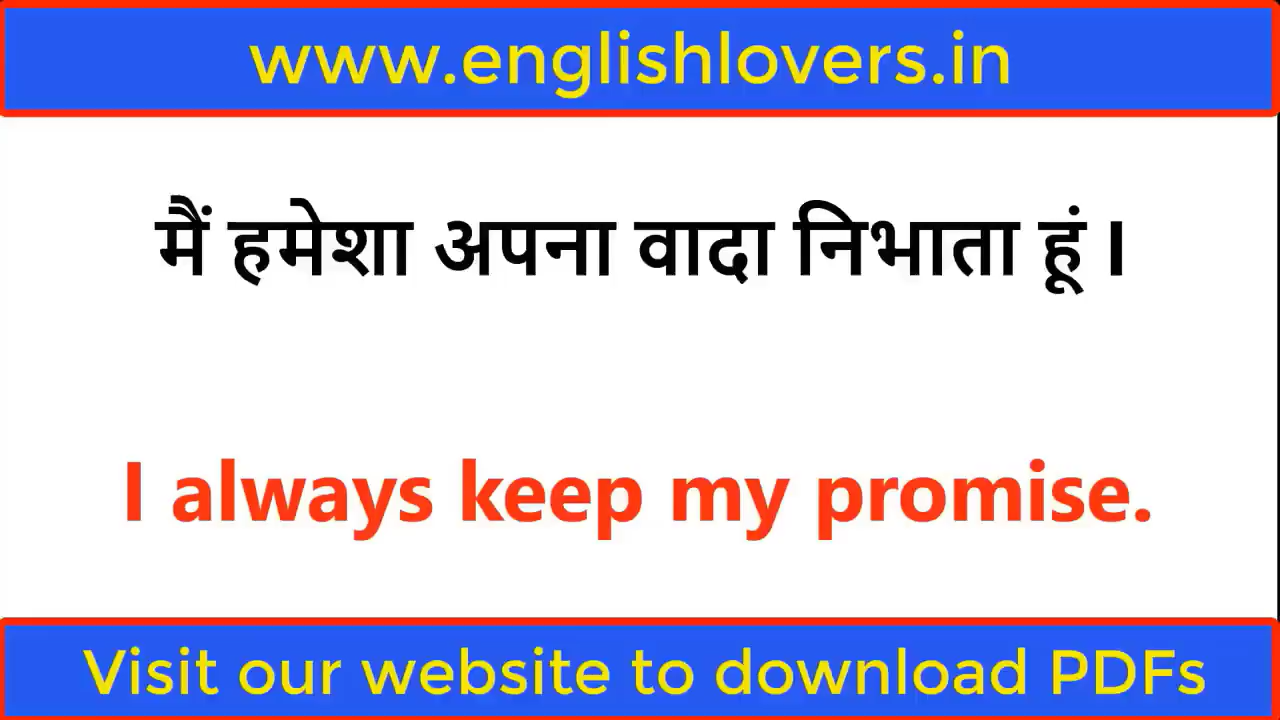 www.englishlovers.in
मैं हमेशा अपना वादा निभाता हूं।
I always keep my promise.
Visit our website to download PDFs